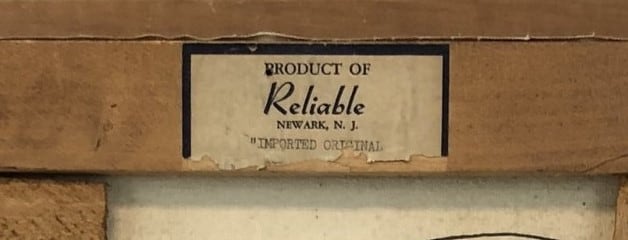 PRODUCT OF
Reliable
NEWARK, N. J.
"IMPORTED ORIGINAL